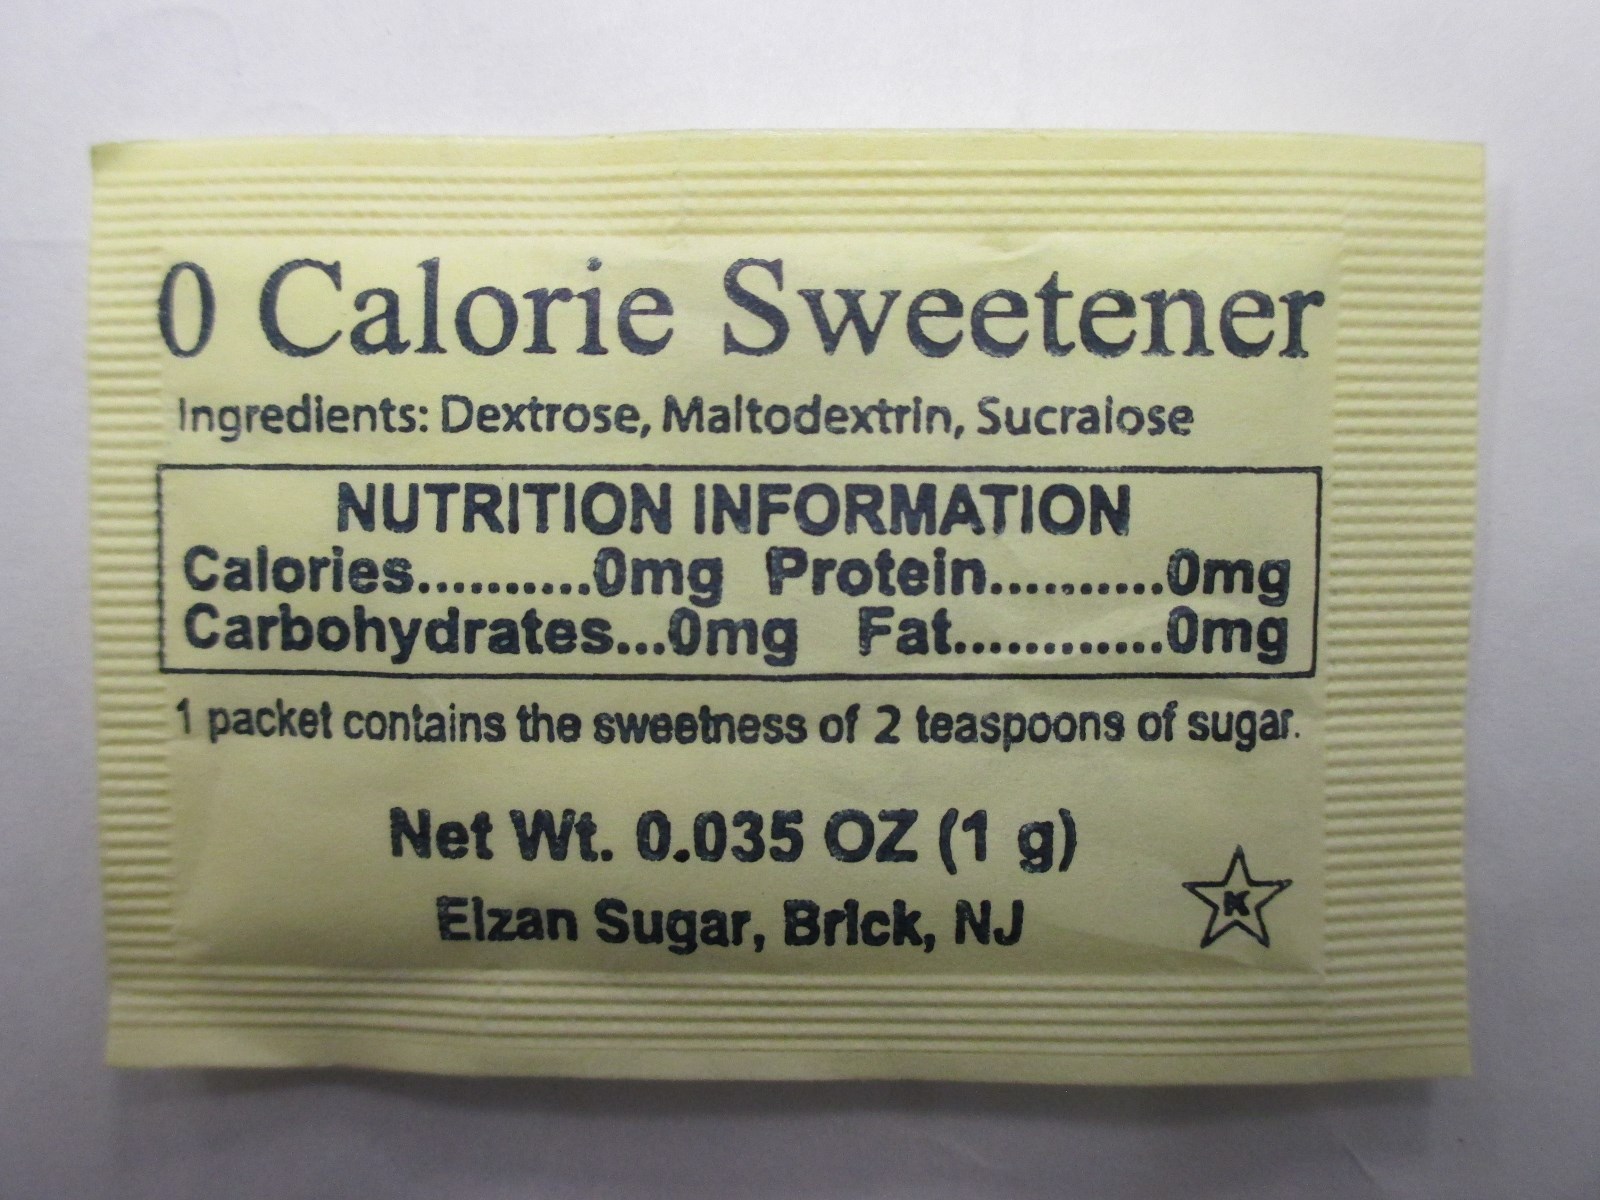 0 Calorie Sweetener
Ingredients: Dextrose, Maltodextrin, Sucralose
NUTRITION INFORMATION
Calories..........0mg Protein..........0mg
Carbohydrates...0mg Fat............0mg
1 packet contains the sweetness of 2 teaspoons of sugar.
Net Wt. 0.035 OZ (1 g)
Elzan Sugar, Brick, NJ
K